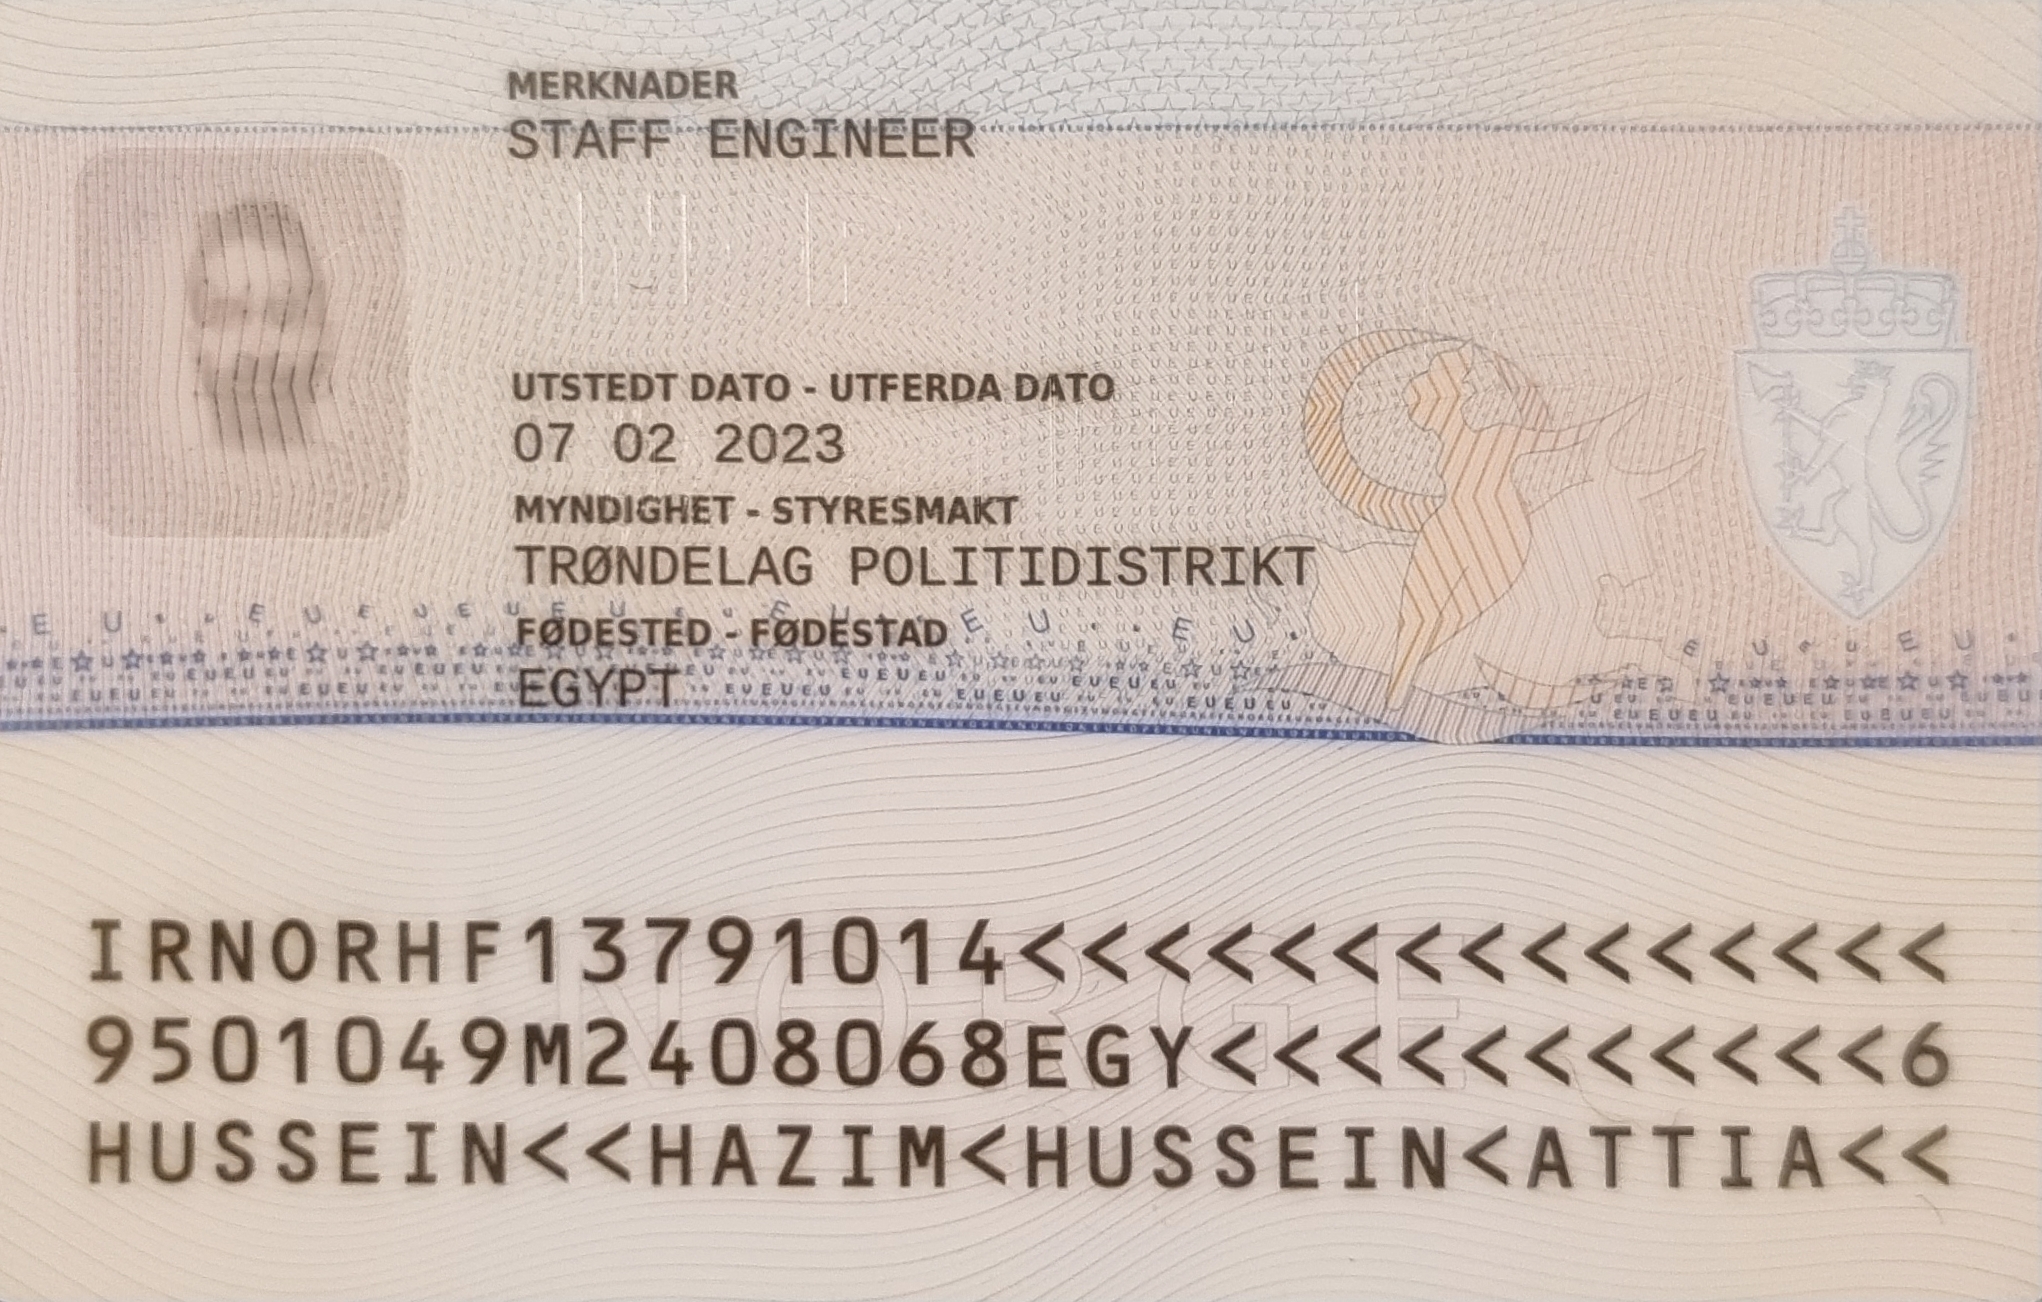 MERKNADER
STAFF ENGINEER
UTSTEDT DATO - UTFERDA DATO
07 02 2023
MYNDIGHET - STYRESMAKT
TRØNDELAG POLITIDISTRIKT
FØDESTED - FØDESTAD
EGYPT
NORGE
IRNORHF13791014<<<<<<<<<<<<<<<
9501049M2408068EGY<<<<<<<<<<<6
HUSSEIN<<HAZIM<HUSSEIN<ATTIA<<